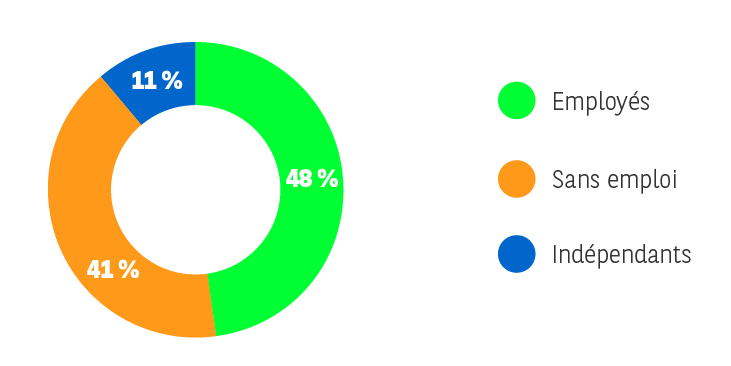 11 %
48 %
41 %
Employés
Sans emploi
Indépendants